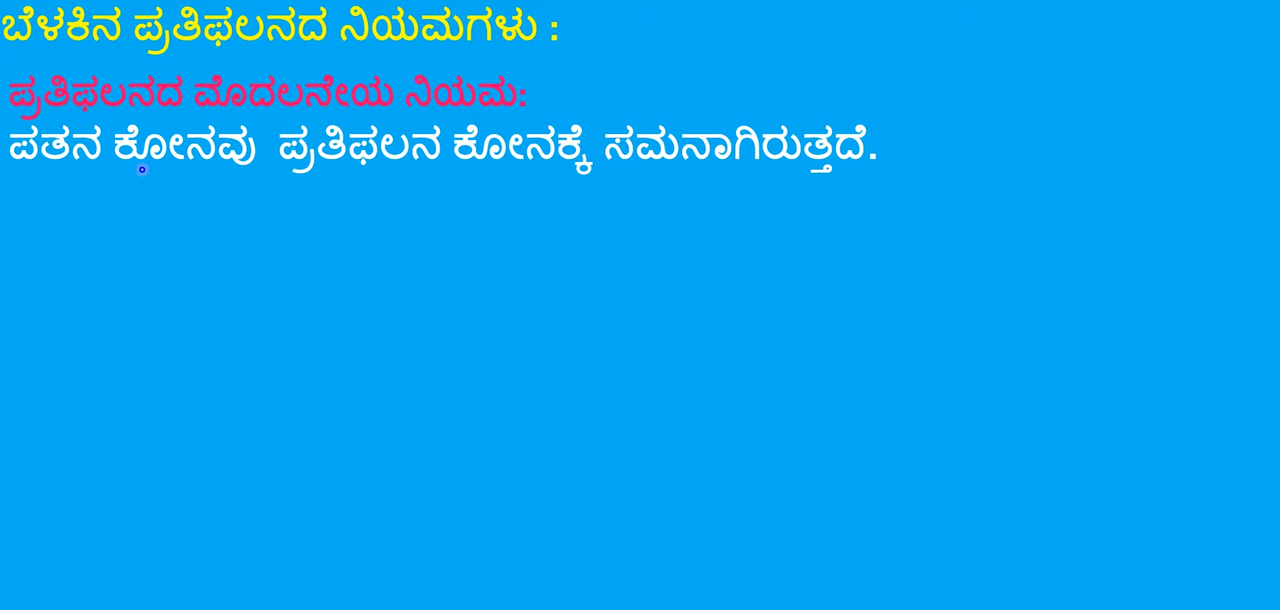 ಬೆಳಕಿನ ಪ್ರತಿಫಲನದ ನಿಯಮಗಳು :
ಪ್ರತಿಫಲನದ ಮೊದಲನೇಯ ನಿಯಮ:
ಪತನ ಕೋನವು ಪ್ರತಿಫಲನ ಕೋನಕ್ಕೆ ಸಮನಾಗಿರುತ್ತದೆ.